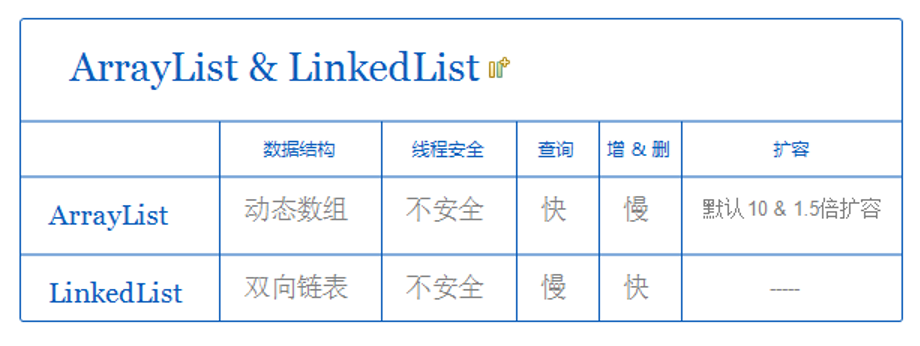 ArrayList & LinkedList
数据结构 线程安全 查询 增 & 删 扩容
ArrayList 动态数组 不安全 快 慢 默认10 & 1.5倍扩容
LinkedList 双向链表 不安全 慢 快 -----